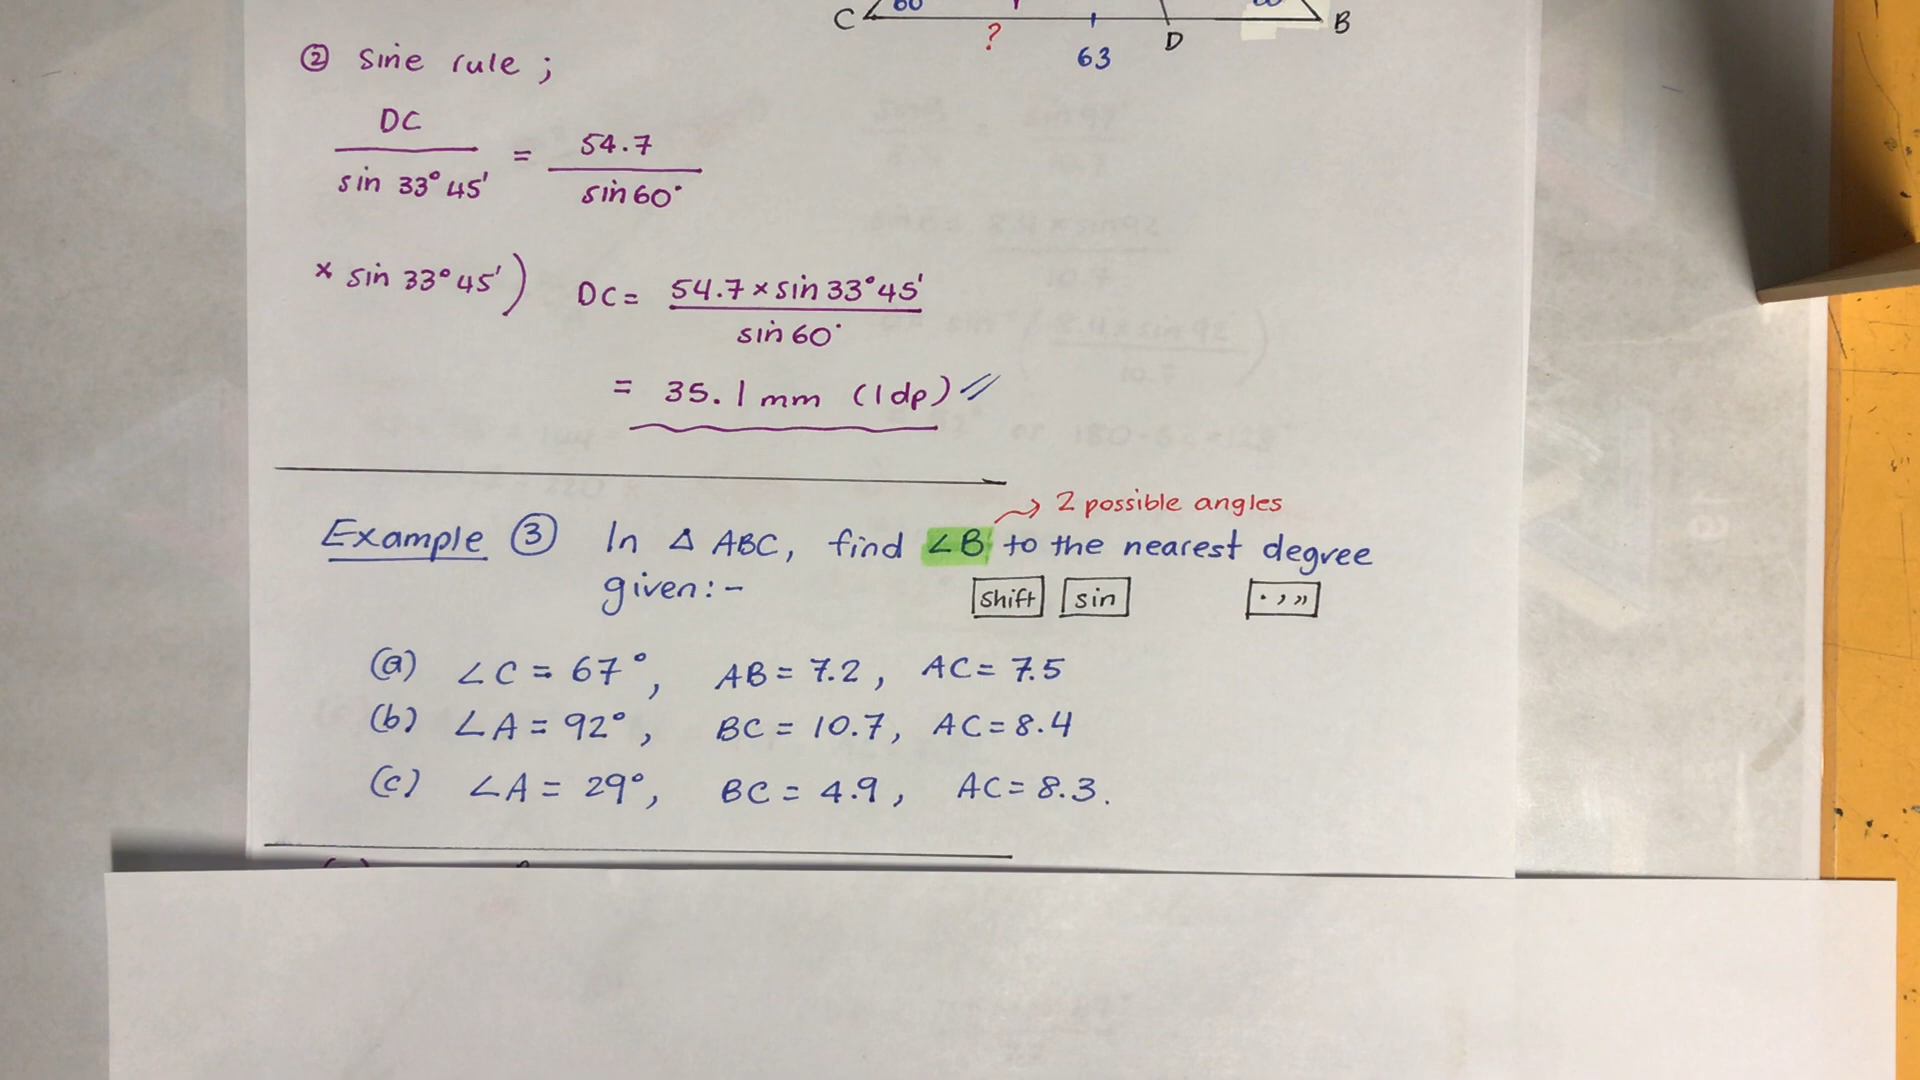 C 60 B
? 63 D
② Sine rule ;
DC / sin 33°45' = 54.7 / sin 60°
× sin 33°45' ) DC = 54.7 × sin 33°45' / sin 60°
= 35.1 mm (1dp) //
→ 2 possible angles
Example ③ In △ ABC, find ∠B to the nearest degree
given:-
shift sin ° ' "
(a) ∠C = 67°, AB = 7.2, AC = 7.5
(b) ∠A = 92°, BC = 10.7, AC = 8.4
(c) ∠A = 29°, BC = 4.9, AC = 8.3.